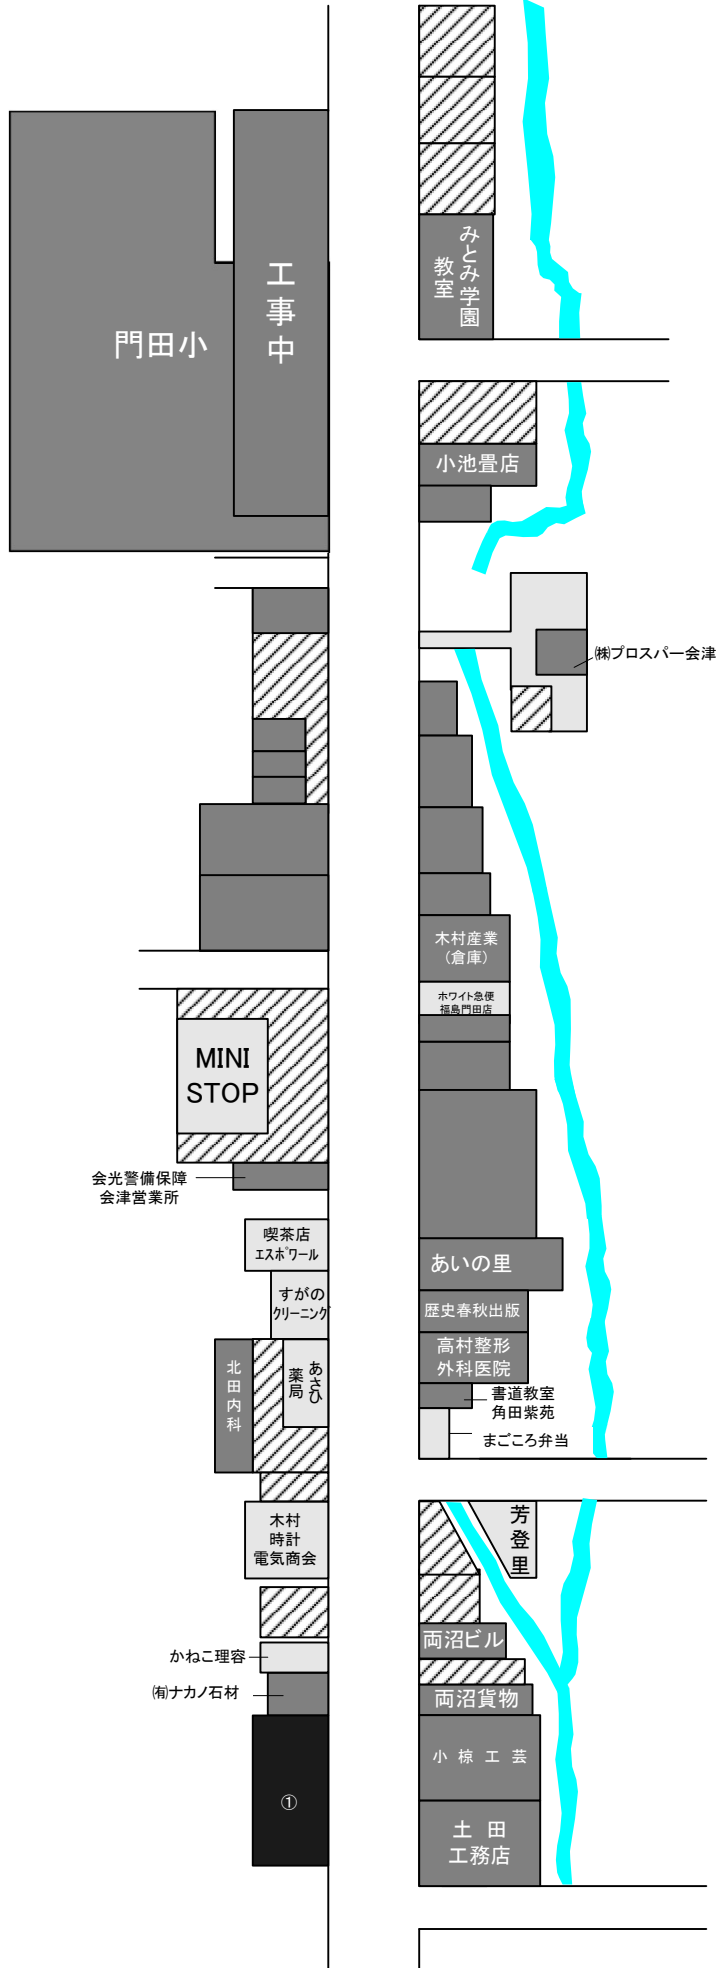 みとみ学園
教室
工事中
門田小
小池畳店
㈱プロスパー会津
木村産業
（倉庫）
ホワイト急便
福島門田店
MINI
STOP
会光警備保障
会津営業所
喫茶店
エスポワール
あいの里
すがの
クリーニング
歴史春秋出版
高村整形
外科医院
あさひ
薬局
北田内科
書道教室
角田紫苑
まごころ弁当
木村
時計
電気商会
芳登里
両沼ビル
かねこ理容
㈲ナカノ石材
両沼貨物
小椋工芸
①
土田
工務店